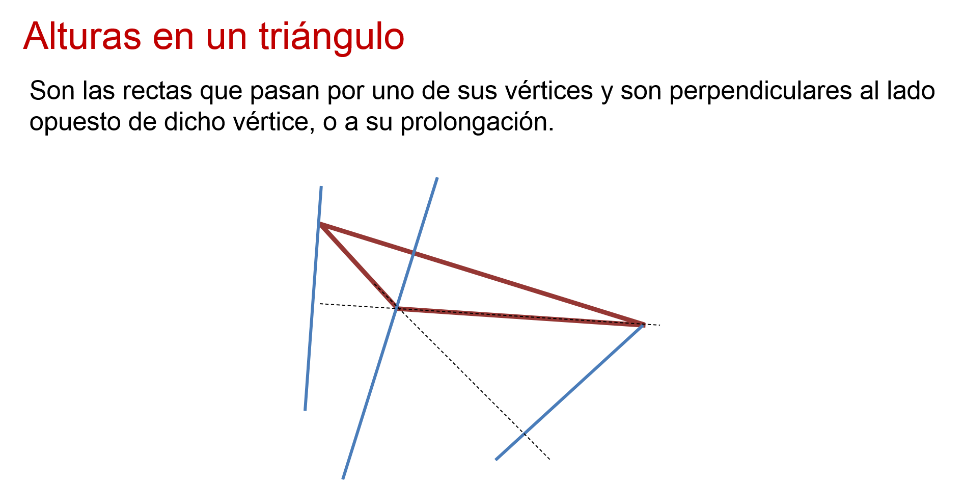 Alturas en un triángulo
Son las rectas que pasan por uno de sus vértices y son perpendiculares al lado
opuesto de dicho vértice, o a su prolongación.